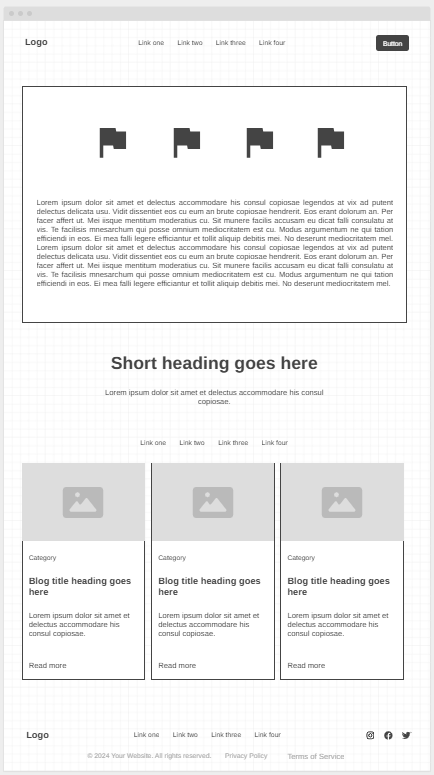 Logo
Link one Link two Link three Link four
Button
Lorem ipsum dolor sit amet et delectus accommodare his consul copiosae legendos at vix ad putent
delectus delicata usu. Vidit dissentiet eos cu eum an brute copiosae hendrerit. Eos erant dolorum an. Per
facer affert ut. Mei iisque mentitum moderatius cu. Sit munere facilis accusam eu dicat falli consulatu at
vis. Te facilisis mnesarchum qui posse omnium mediocritatem est cu. Modus argumentum ne qui tation
efficiendi in eos. Ei mea falli legere efficiantur et tollit aliquip debitis mei. No deserunt mediocritatem mel.
Lorem ipsum dolor sit amet et delectus accommodare his consul copiosae legendos at vix ad putent
delectus delicata usu. Vidit dissentiet eos cu eum an brute copiosae hendrerit. Eos erant dolorum an. Per
facer affert ut. Mei iisque mentitum moderatius cu. Sit munere facilis accusam eu dicat falli consulatu at
vis. Te facilisis mnesarchum qui posse omnium mediocritatem est cu. Modus argumentum ne qui tation
efficiendi in eos. Ei mea falli legere efficiantur et tollit aliquip debitis mei. No deserunt mediocritatem mel.
Short heading goes here
Lorem ipsum dolor sit amet et delectus accommodare his consul
copiosae.
Link one Link two Link three Link four
Category
Blog title heading goes
here
Lorem ipsum dolor sit amet et
delectus accommodare his
consul copiosae.
Read more
Category
Blog title heading goes
here
Lorem ipsum dolor sit amet et
delectus accommodare his
consul copiosae.
Read more
Category
Blog title heading goes
here
Lorem ipsum dolor sit amet et
delectus accommodare his
consul copiosae.
Read more
Logo
Link one Link two Link three Link four
© 2024 Your Website. All rights reserved. Privacy Policy Terms of Service